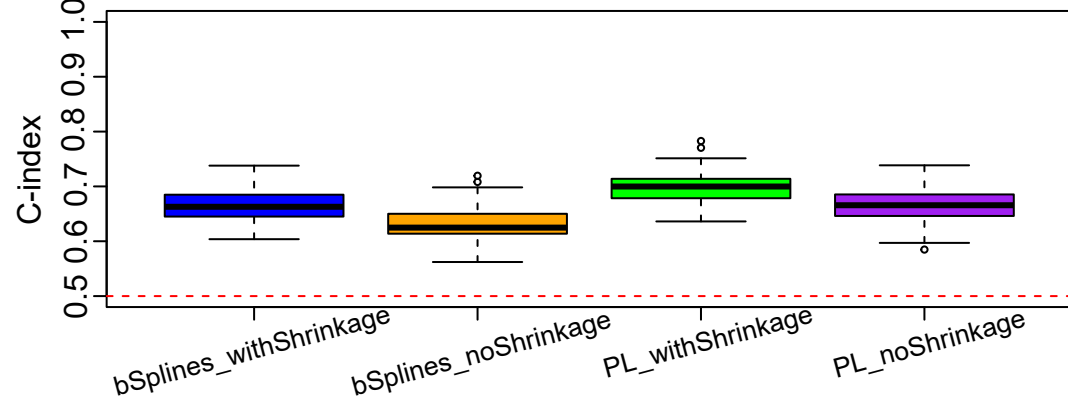 C-index
1.0
0.9
0.8
0.7
0.6
0.5
bSplines_withShrinkage
bSplines_noShrinkage
PL_withShrinkage
PL_noShrinkage